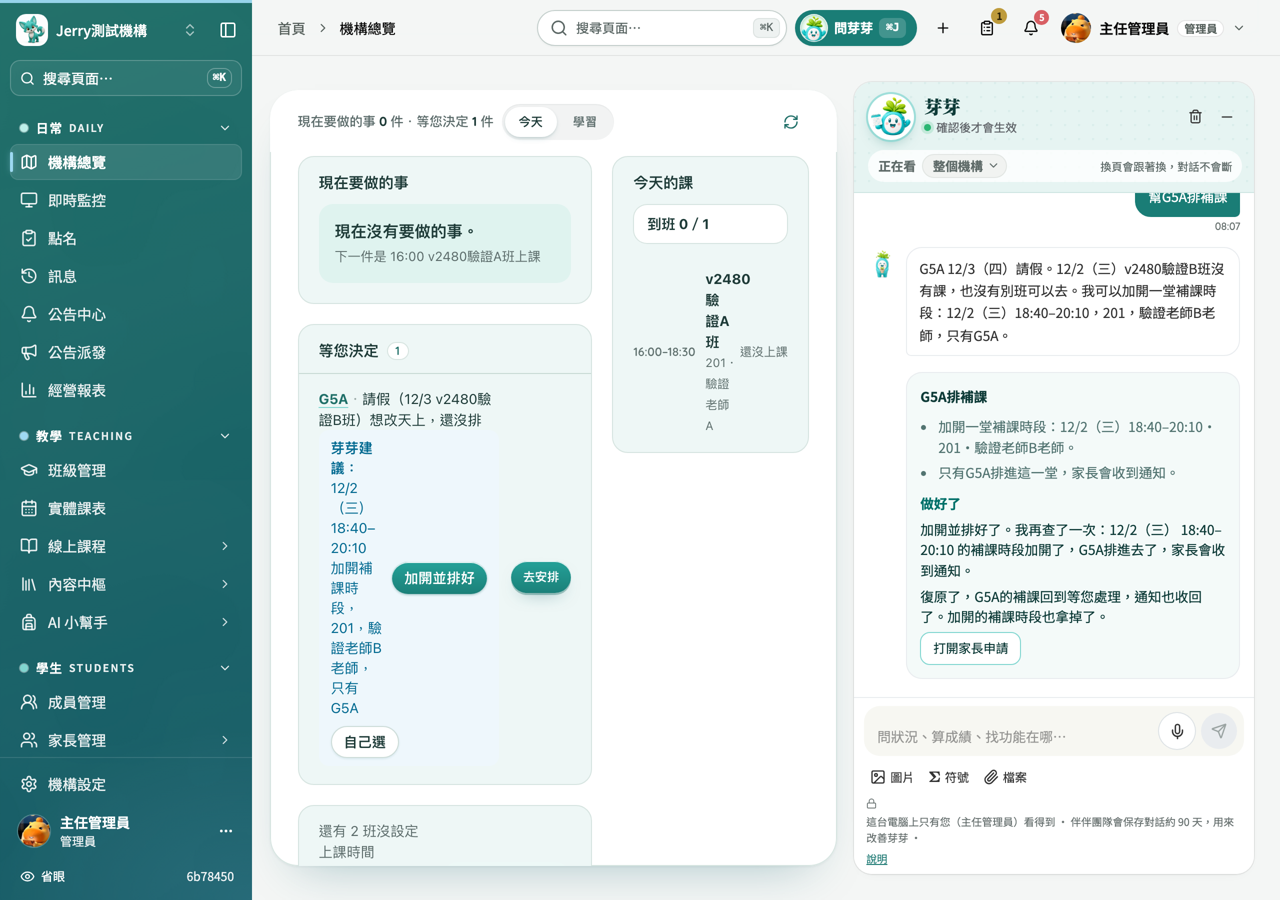 Jerry測試機構
搜尋頁面⋯ ⌘K
日常 DAILY
機構總覽
即時監控
點名
訊息
公告中心
公告派發
經營報表
教學 TEACHING
班級管理
實體課表
線上課程
內容中樞
AI 小幫手
學生 STUDENTS
成員管理
家長管理
機構設定
主任管理員
管理員
省眼 6b78450
首頁 機構總覽
搜尋頁面⋯ ⌘K
問芽芽 ⌘J
1
5
主任管理員 管理員
現在要做的事 0 件 · 等您決定 1 件
今天 學習
現在要做的事
現在沒有要做的事。
下一件是 16:00 v2480驗證A班上課
等您決定 1
G5A · 請假（12/3 v2480驗
證B班）想改天上，還沒排
芽芽建
議：
12/2
（三）
18:40–
20:10
加開補
課時
段，
201，驗
證老師B
老師，
只有
G5A
加開並排好
去安排
自己選
還有 2 班沒設定
上課時間
今天的課
到班 0 / 1
16:00–18:30
v2480
驗
證A
班
201 ·
驗證
老師
A
還沒上課
芽芽
確認後才會生效
正在看 整個機構 換頁會跟著換，對話不會斷
幫G5A排補課
08:07
G5A 12/3（四）請假。12/2（三）v2480驗證B班沒
有課，也沒有別班可以去。我可以加開一堂補課時
段：12/2（三）18:40–20:10，201，驗證老師B老
師，只有G5A。
G5A排補課
• 加開一堂補課時段：12/2（三）18:40–20:10・
201・驗證老師B老師。
• 只有G5A排進這一堂，家長會收到通知。
做好了
加開並排好了。我再查了一次：12/2（三） 18:40–
20:10 的補課時段加開了，G5A排進去了，家長會收
到通知。
復原了，G5A的補課回到等您處理，通知也收回
了。加開的補課時段也拿掉了。
打開家長申請
問狀況、算成績、找功能在哪⋯
圖片 符號 檔案
這台電腦上只有您（主任管理員）看得到 ・ 伴伴團隊會保存對話約 90 天，用來
改善芽芽 ・
說明